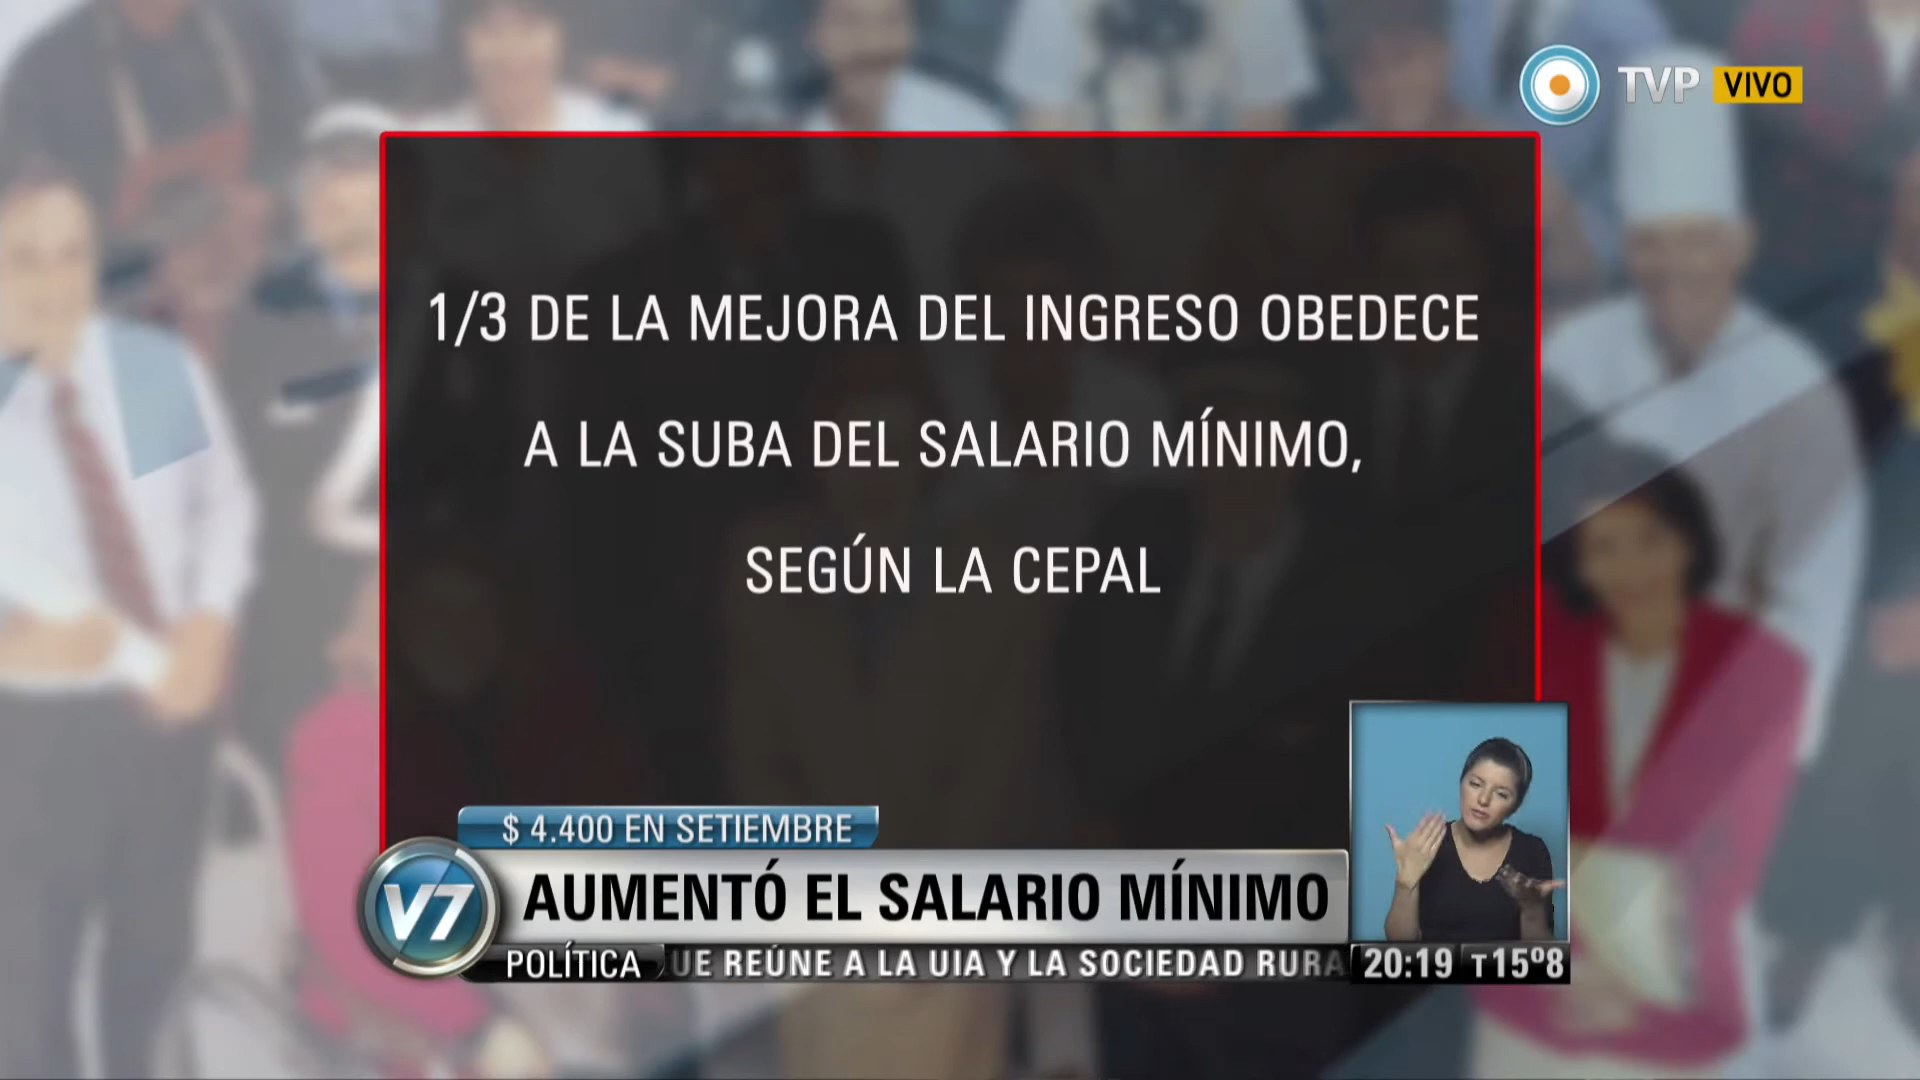 TVP VIVO
1/3 DE LA MEJORA DEL INGRESO OBEDECE
A LA SUBA DEL SALARIO MÍNIMO,
SEGÚN LA CEPAL
$ 4.400 EN SETIEMBRE
V7
AUMENTÓ EL SALARIO MÍNIMO
POLÍTICA UE REÚNE A LA UIA Y LA SOCIEDAD RURA 20:19 T15º8